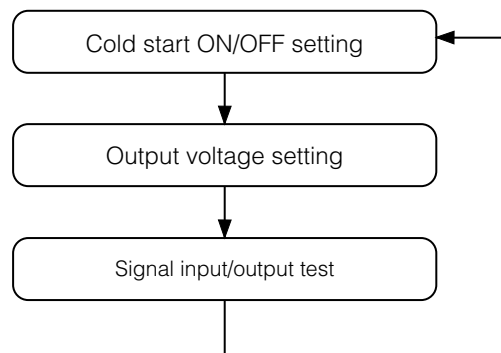 Cold start ON/OFF setting
Output voltage setting
Signal input/output test